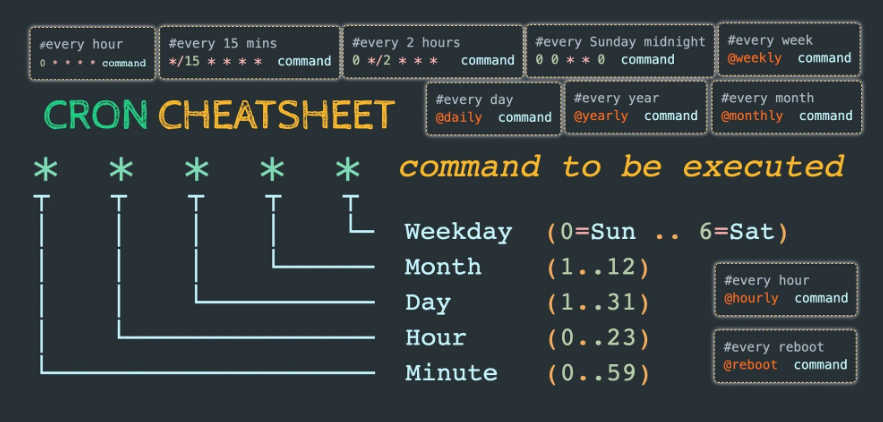 #every hour
0 * * * * command
#every 15 mins
*/15 * * * * command
#every 2 hours
0 */2 * * * command
#every Sunday midnight
0 0 * * 0 command
#every week
@weekly command
#every day
@daily command
#every year
@yearly command
#every month
@monthly command
CRON CHEATSHEET
* * * * * command to be executed
Weekday (0=Sun .. 6=Sat)
Month (1..12)
Day (1..31)
Hour (0..23)
Minute (0..59)
#every hour
@hourly command
#every reboot
@reboot command